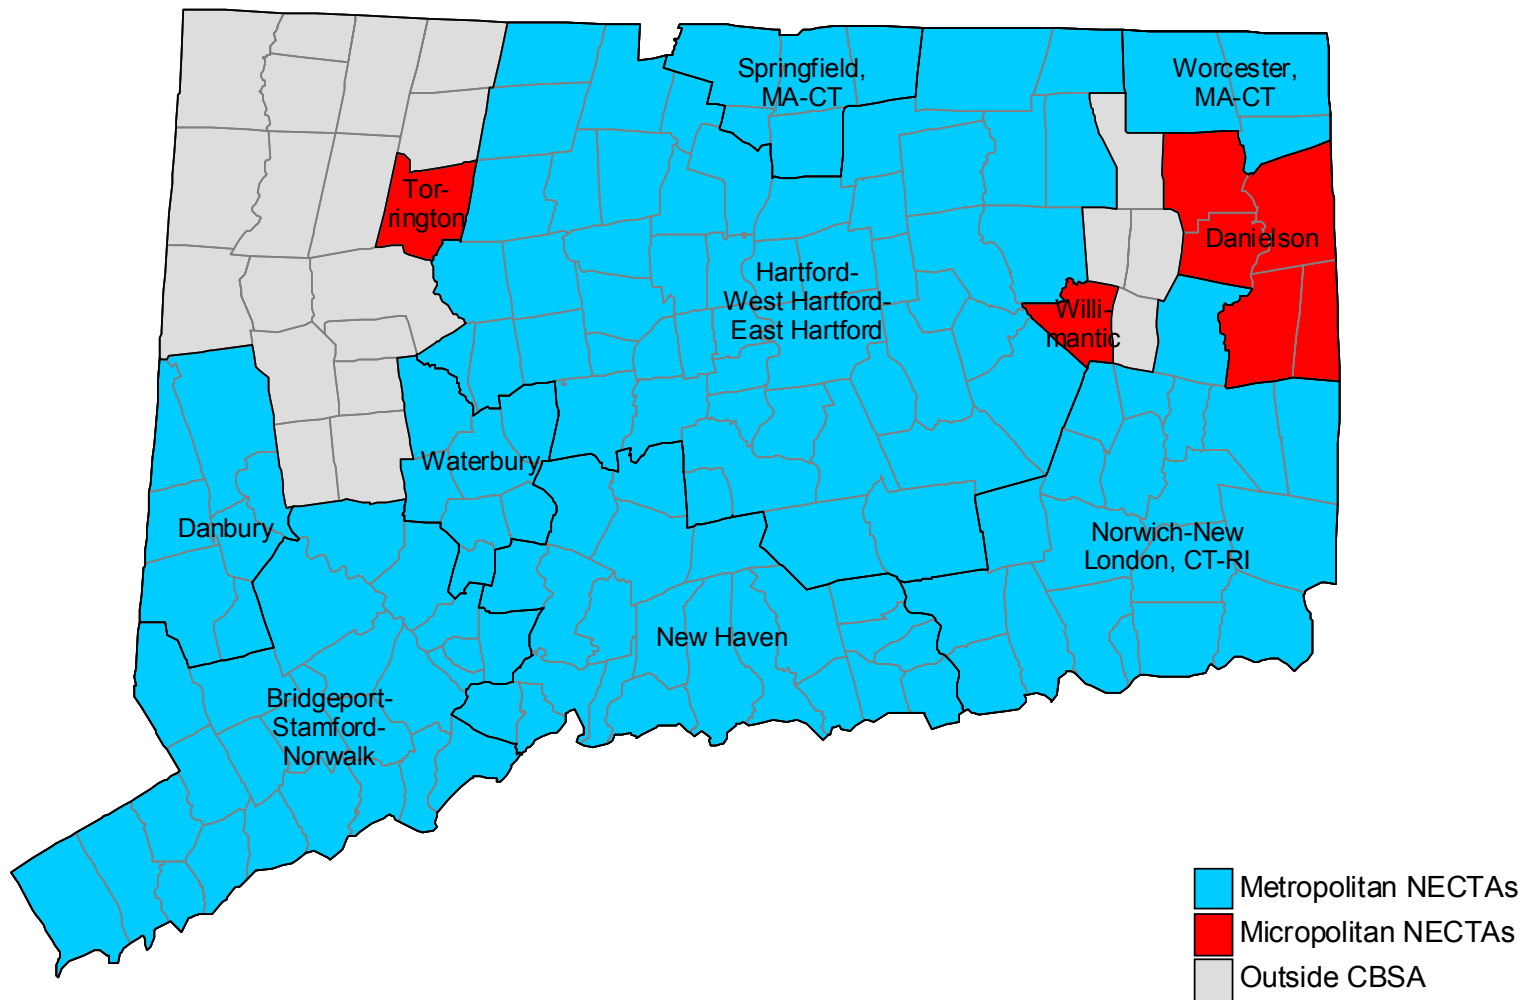 Springfield,
MA-CT
Worcester,
MA-CT
Tor-
rington
Danielson
Hartford-
West Hartford-
East Hartford
Willi-
mantic
Waterbury
Danbury
Norwich-New
London, CT-RI
New Haven
Bridgeport-
Stamford-
Norwalk
Metropolitan NECTAs
Micropolitan NECTAs
Outside CBSA